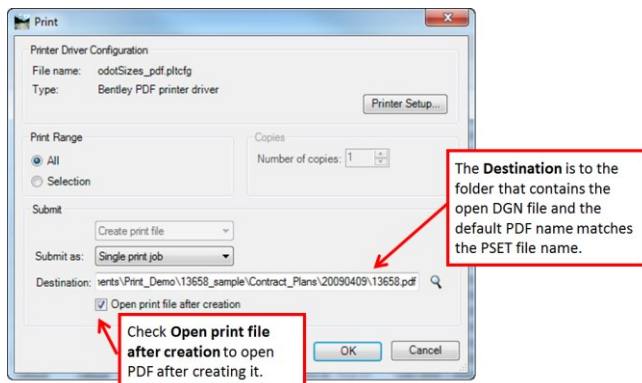 Print
Printer Driver Configuration
File name: odotSizes_pdf.pltcfg
Type: Bentley PDF printer driver
Printer Setup...
Print Range
All
Selection
Copies
Number of copies: 1
Submit
Create print file
Submit as: Single print job
Destination: ents\Print_Demo\13658_sample\Contract_Plans\20090409\13658.pdf
Open print file after creation
OK Cancel
The Destination is to the
folder that contains the
open DGN file and the
default PDF name matches
the PSET file name.
Check Open print file
after creation to open
PDF after creating it.